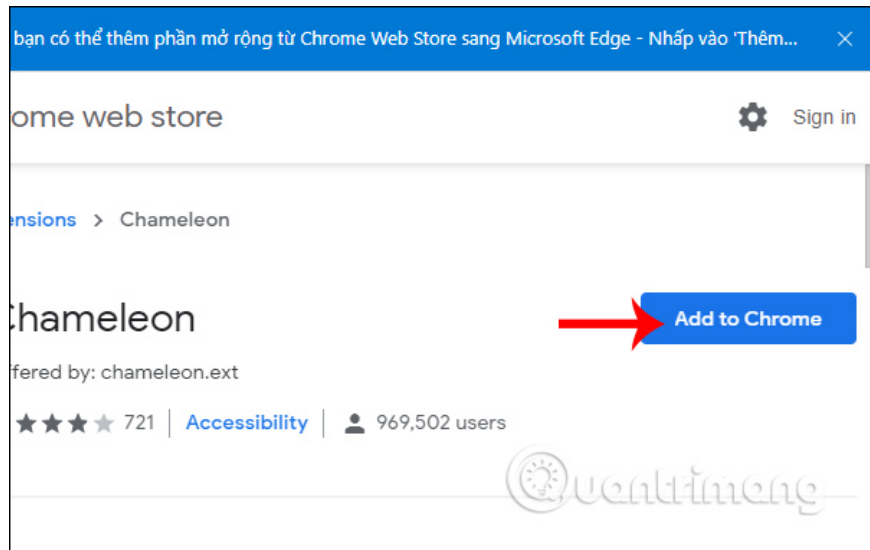 bạn có thể thêm phần mở rộng từ Chrome Web Store sang Microsoft Edge - Nhấp vào 'Thêm...
ome web store
Sign in
ensions > Chameleon
Chameleon
Add to Chrome
ffered by: chameleon.ext
721 | Accessibility | 969,502 users
Quantrimang